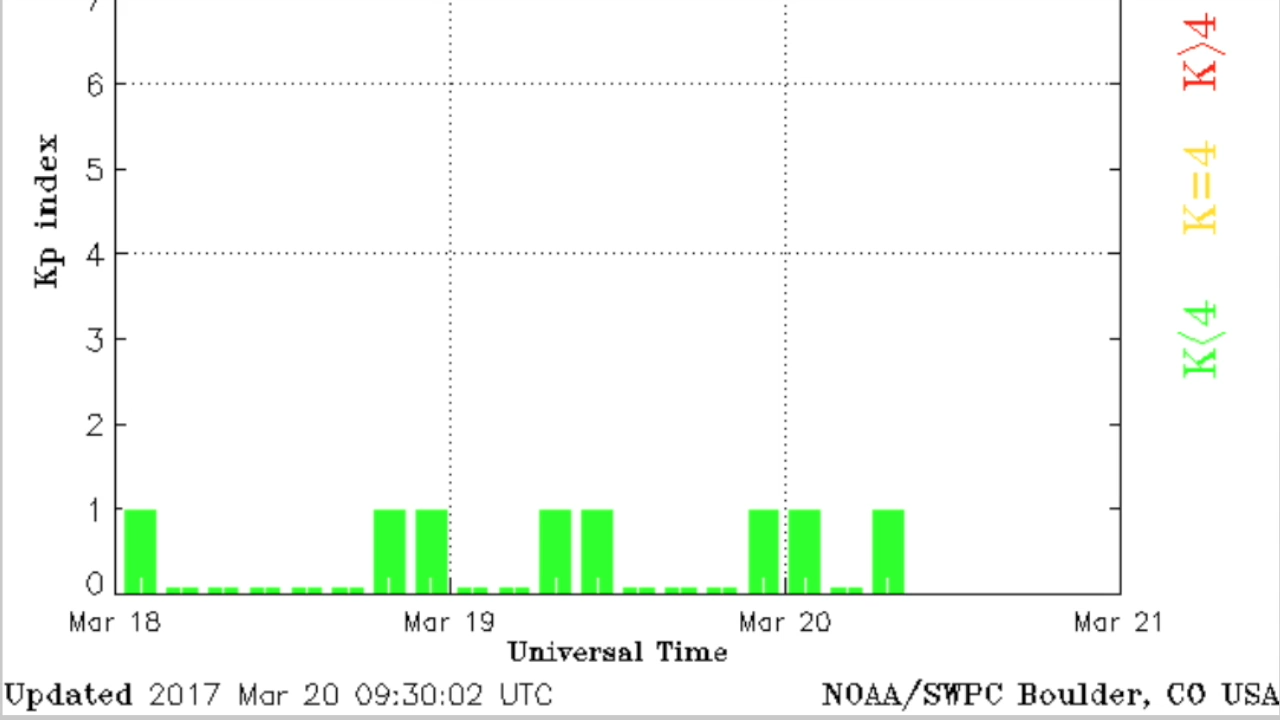 7
6
5
4
3
2
1
0
Kp index
K>4
K=4
K<4
Mar 18 Mar 19 Mar 20 Mar 21
Universal Time
Updated 2017 Mar 20 09:30:02 UTC NOAA/SWPC Boulder, CO USA